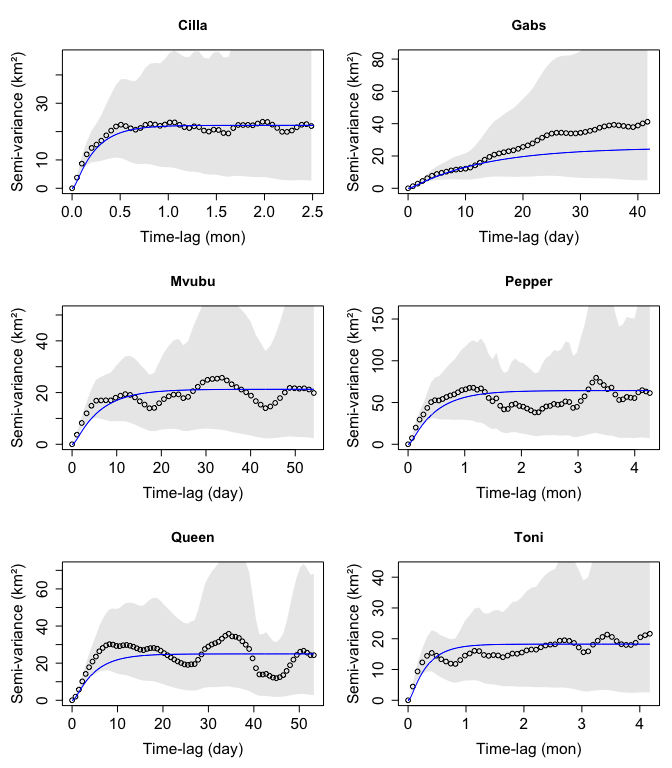 Cilla
Semi-variance (km²)
0 10 30
0.0 0.5 1.0 1.5 2.0 2.5
Time-lag (mon)
Gabs
Semi-variance (km²)
0 20 40 60 80
0 10 20 30 40
Time-lag (day)
Mvubu
Semi-variance (km²)
0 20 40
0 10 20 30 40 50
Time-lag (day)
Pepper
Semi-variance (km²)
0 50 100 150
0 1 2 3 4
Time-lag (mon)
Queen
Semi-variance (km²)
0 20 40 60
0 10 20 30 40 50
Time-lag (day)
Toni
Semi-variance (km²)
0 10 20 30 40
0 1 2 3 4
Time-lag (mon)